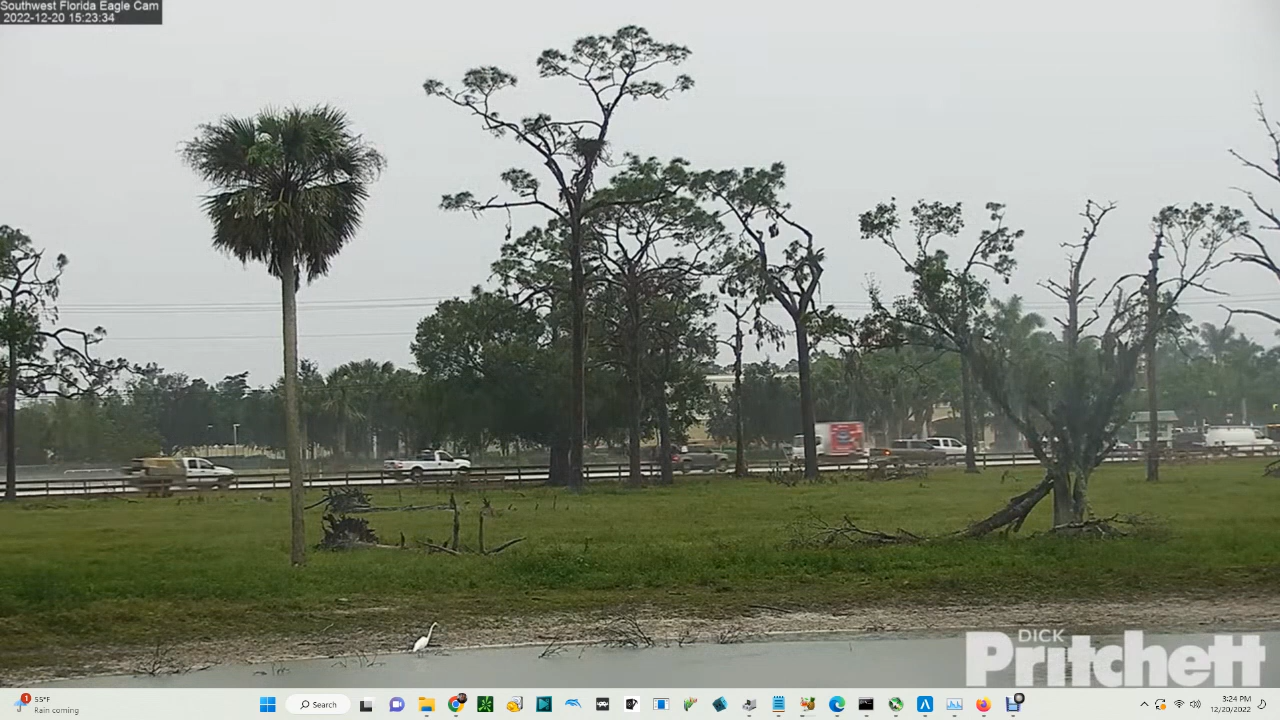 Southwest Florida Eagle Cam
2022-12-20 15:23:34
DICK
Pritchett
1
55°F
Rain coming
Search
3:24 PM
12/20/2022